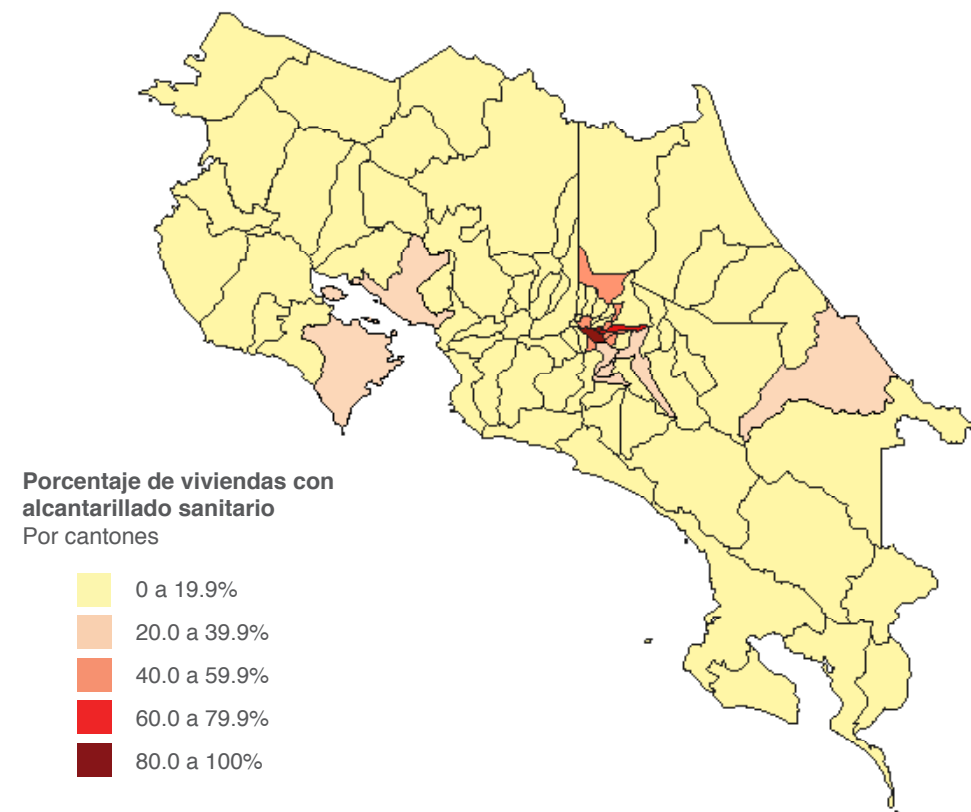 Porcentaje de viviendas con
alcantarillado sanitario
Por cantones
0 a 19.9%
20.0 a 39.9%
40.0 a 59.9%
60.0 a 79.9%
80.0 a 100%